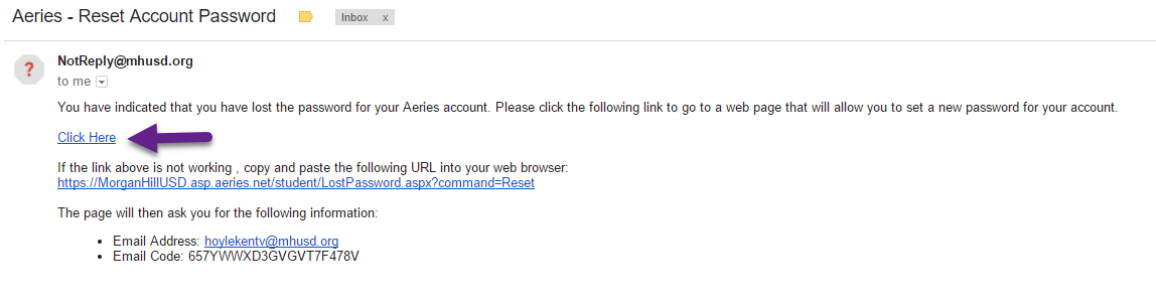 Aeries - Reset Account Password Inbox x
?
NotReply@mhusd.org
to me
You have indicated that you have lost the password for your Aeries account. Please click the following link to go to a web page that will allow you to set a new password for your account.
Click Here
If the link above is not working , copy and paste the following URL into your web browser:
https://MorganHillUSD.asp.aeries.net/student/LostPassword.aspx?command=Reset
The page will then ask you for the following information:
• Email Address: hoylekentv@mhusd.org
• Email Code: 657YWWXD3GVGVT7F478V